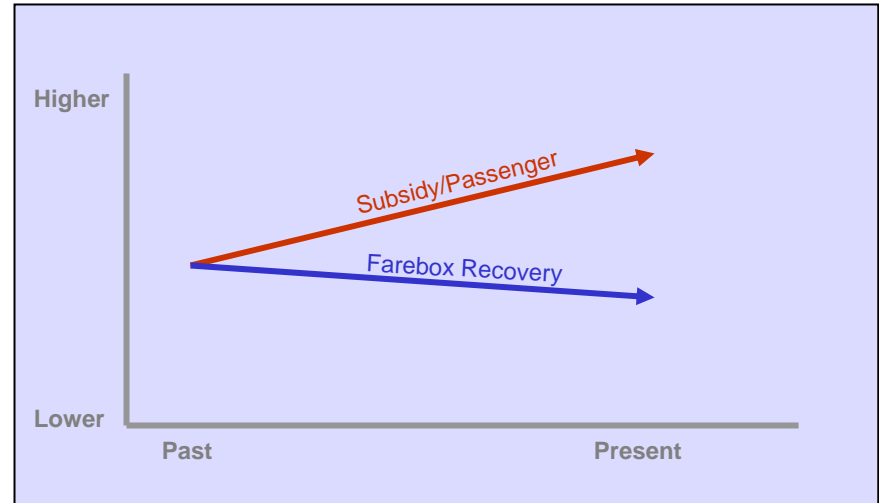 Higher
Subsidy/Passenger
Farebox Recovery
Lower
Past
Present